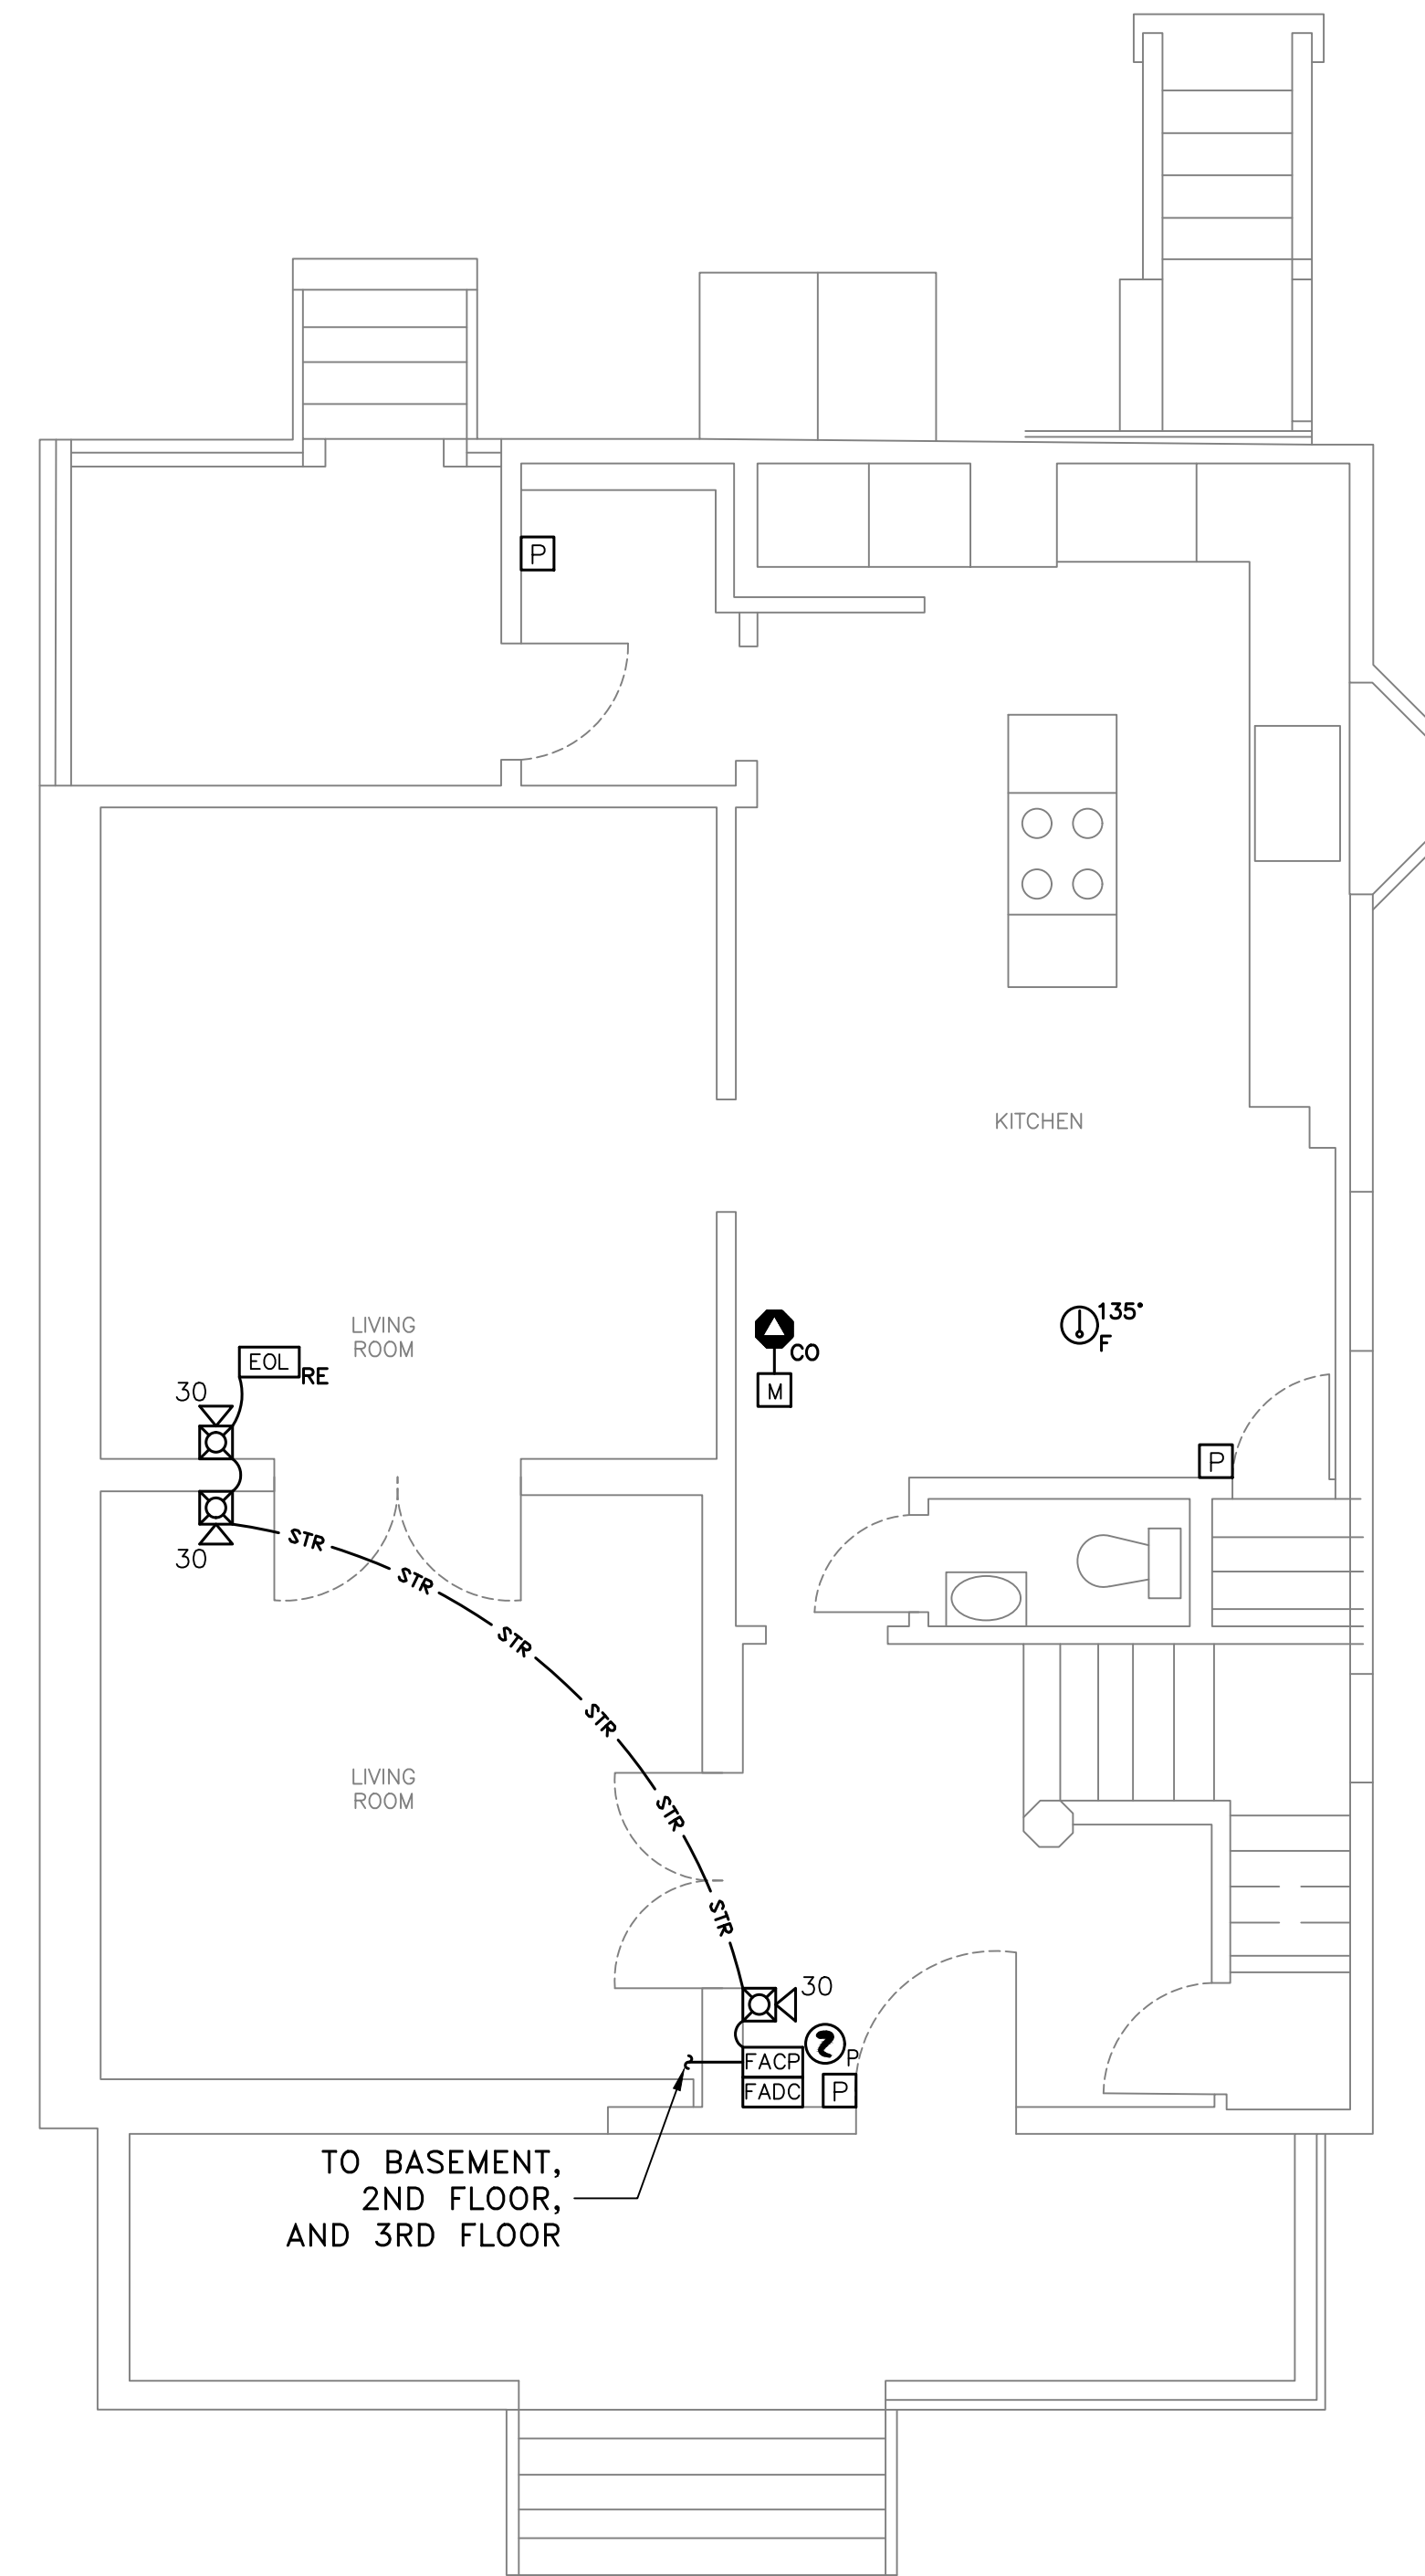 P
KITCHEN
LIVING
ROOM
135°
F
CO
M
EOL
RE
30
P
30
STR
STR
STR
STR
LIVING
ROOM
STR
STR
30
FACP
P
FADC
P
TO BASEMENT,
2ND FLOOR,
AND 3RD FLOOR